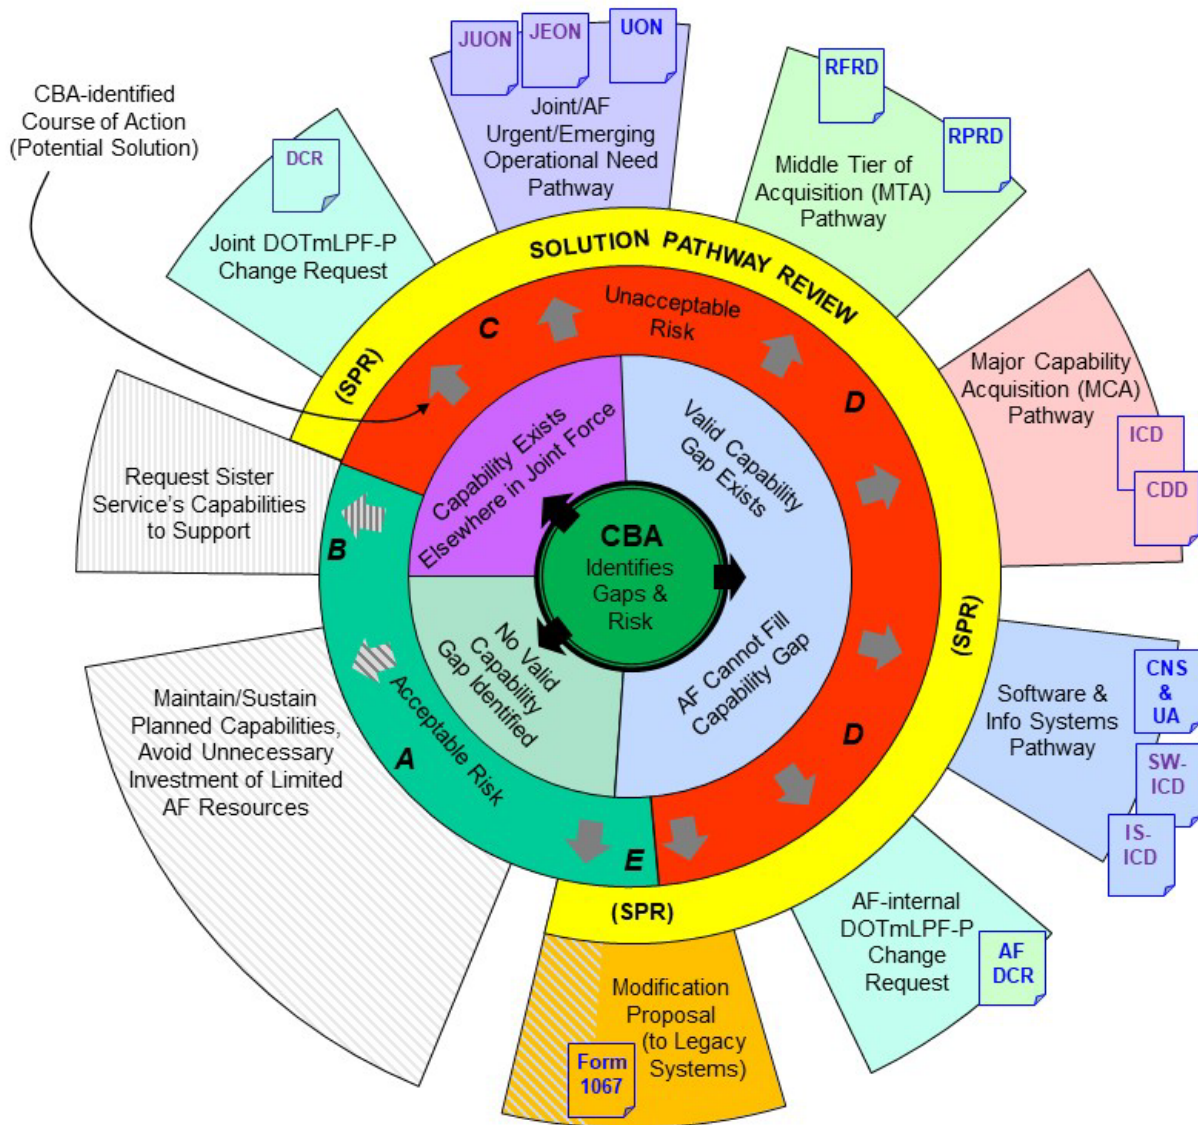 CBA-identified
Course of Action
(Potential Solution)
DCR
Joint DOTmLPF-P
Change Request
JUON
JEON
UON
Joint/AF
Urgent/Emerging
Operational Need
Pathway
RFRD
RPRD
Middle Tier of
Acquisition (MTA)
Pathway
Major Capability
Acquisition (MCA)
Pathway
ICD
CDD
Software &
Info Systems
Pathway
CNS
& 
UA
SW-
ICD
IS-
ICD
AF-internal
DOTmLPF-P
Change
Request
AF
DCR
Modification
Proposal
(to Legacy
Systems)
Form
1067
Maintain/Sustain
Planned Capabilities,
Avoid Unnecessary
Investment of Limited
AF Resources
Request Sister
Service's Capabilities
to Support
SOLUTION PATHWAY REVIEW
(SPR)
(SPR)
(SPR)
Unacceptable
Risk
C
D
D
D
E
A
B
Acceptable Risk
Capability Exists
Elsewhere in Joint Force
Valid Capability
Gap Exists
AF Cannot Fill
Capability Gap
No Valid
Capability
Gap Identified
CBA
Identifies
Gaps &
Risk